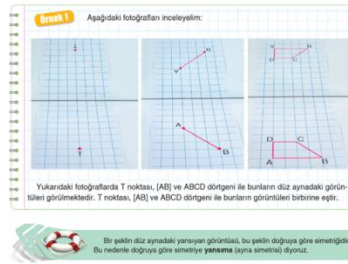 Örnek 1
Aşağıdaki fotoğrafları inceleyelim:
T
A
B
D C
A B
Yukarıdaki fotoğraflarda T noktası, [AB] ve ABCD dörtgeni ile bunların düz aynadaki görün-
tüleri görülmektedir. T noktası, [AB] ve ABCD dörtgeni ile bunların görüntüleri birbirine eştir.
Bir şeklin düz aynadaki yansıyan görüntüsü, bu şeklin doğruya göre simetriğidir.
Bu nedenle doğruya göre simetriye yansıma (ayna simetrisi) diyoruz.